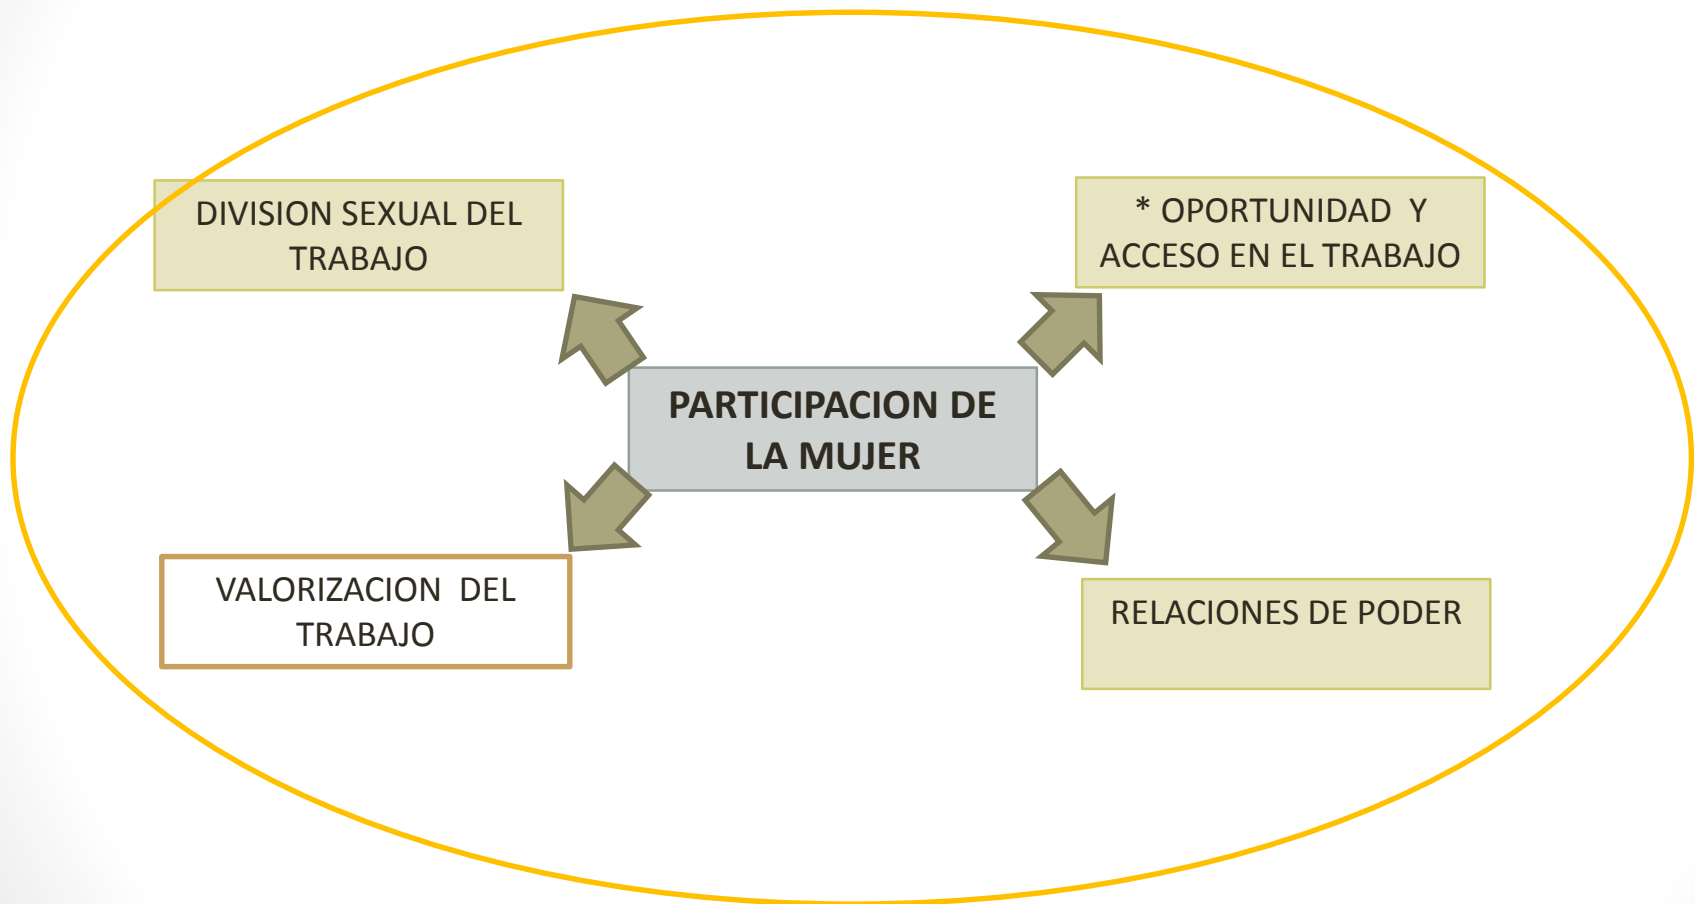 DIVISION SEXUAL DEL
TRABAJO
* OPORTUNIDAD Y
ACCESO EN EL TRABAJO
PARTICIPACION DE
LA MUJER
VALORIZACION DEL
TRABAJO
RELACIONES DE PODER